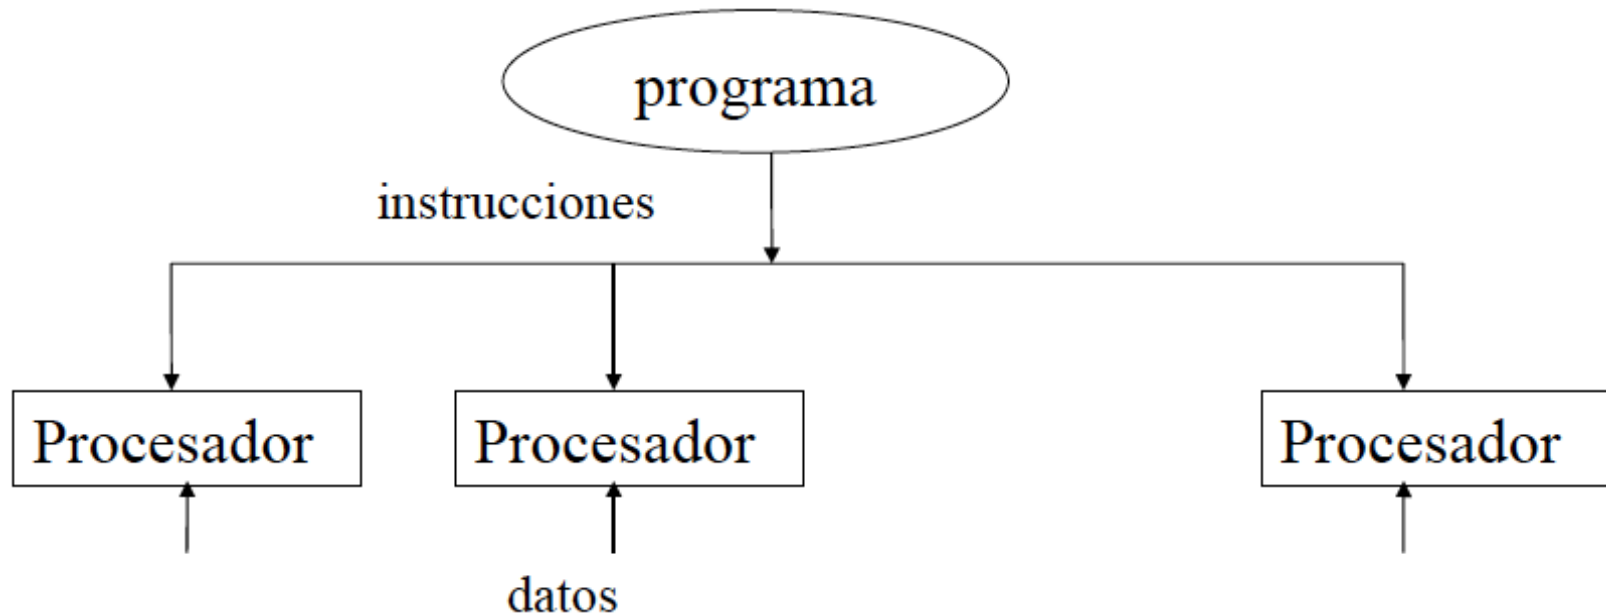 programa
instrucciones
Procesador Procesador Procesador
datos